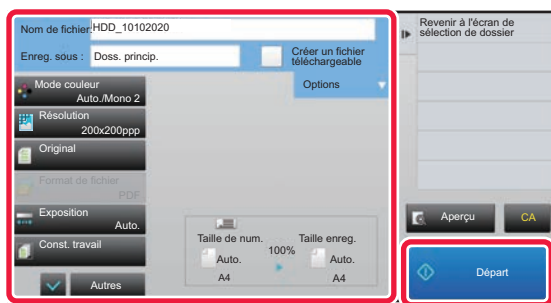 Nom de fichier:
HDD_10102020
Enreg. sous :
Doss. princip.
Créer un fichier
téléchargeable
Options
Mode couleur
Auto./Mono 2
Résolution
200x200ppp
Original
Format de fichier
PDF
Exposition
Auto.
Const. travail
Autres
Taille de num.
100%
Taille enreg.
Auto.
Auto.
A4
A4
Revenir à l'écran de
sélection de dossier
Aperçu
CA
Départ